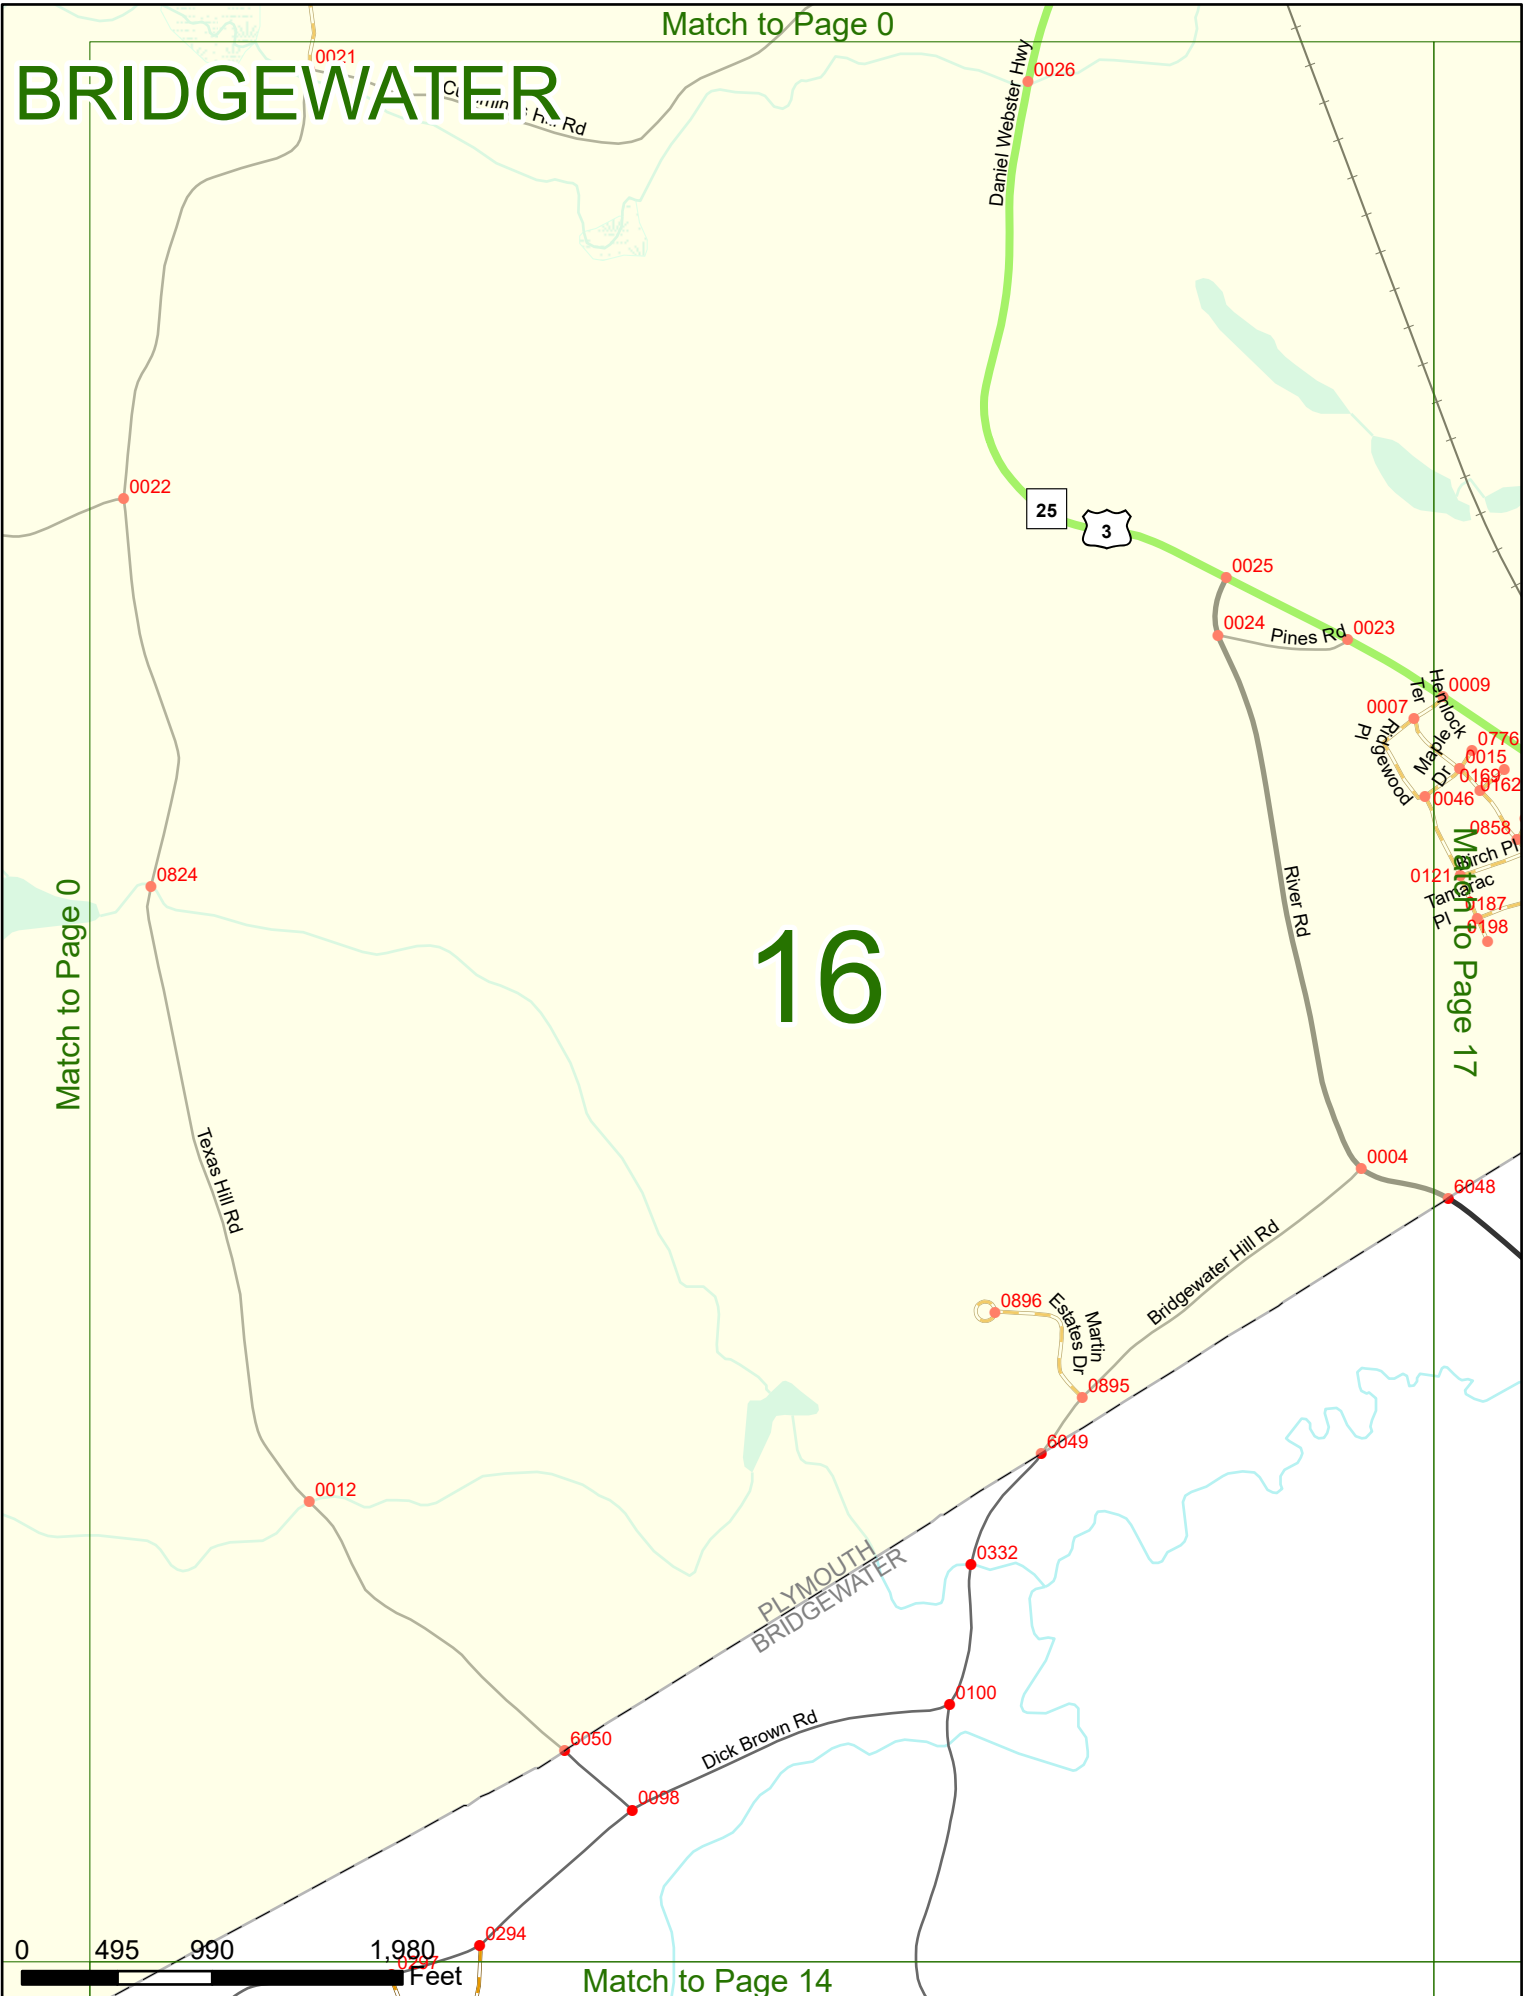 Match to Page 0
BRIDGEWATER
0021
0026
Daniel Webster Hwy
Hill Rd
0022
25
3
0025
0024
Pines Rd
0023
0009
Hemlock
Ter
0007
Ridgewood
Pl
Maple
Dr
0776
0015
0169
0162
0046
0858
Birch Pl
0121
Tamarac
Pl
0187
0198
Match to Page 17
0824
Match to Page 0
16
River Rd
Texas Hill Rd
0004
6048
Bridgewater Hill Rd
0896
Martin
Estates Dr
0895
6049
0012
0332
PLYMOUTH
BRIDGEWATER
0100
Dick Brown Rd
6050
0098
0294
0297
0 495 990 1,980
Feet
Match to Page 14